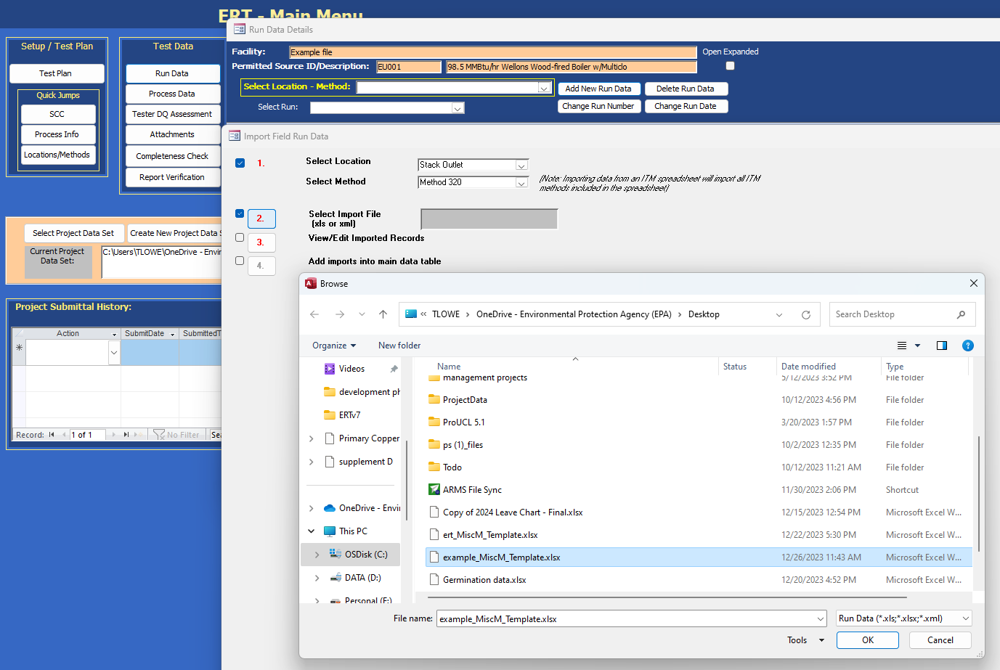 ERT - Main Menu
Setup / Test Plan
Test Plan
Quick Jumps
SCC
Process Info
Locations/Methods
Test Data
Run Data
Process Data
Tester DQ Assessment
Attachments
Completeness Check
Report Verification
Select Project Data Set
Create New Project Data S
Current Project
Data Set:
C:\Users\TLOWE\OneDrive - Envir
Project Submittal History:
Action
SubmitDate
SubmittedT
Record:
1 of 1
No Filter
Sea
Run Data Details
Facility:
Example file
Open Expanded
Permitted Source ID/Description:
EU001
98.5 MMBtu/hr Wellons Wood-fired Boiler w/Multiclo
Select Location - Method:
Add New Run Data
Delete Run Data
Select Run:
Change Run Number
Change Run Date
Import Field Run Data
1.
Select Location
Stack Outlet
Select Method
Method 320
(Note: Importing data from an ITM spreadsheet will import all ITM
methods included in the spreadsheet)
2.
Select Import File
(xls or xml)
3.
View/Edit Imported Records
4.
Add imports into main data table
Browse
« TLOWE › OneDrive - Environmental Protection Agency (EPA) › Desktop
Search Desktop
Organize
New folder
Videos
development ph
ERTv7
Primary Copper
supplement D
OneDrive - Envir
This PC
OSDisk (C:)
DATA (D:)
Personal (F:)
Name
Status
Date modified
Type
management projects 5/12/2023 3:52 PM File folder
ProjectData 10/12/2023 4:56 PM File folder
ProUCL 5.1 3/20/2023 1:57 PM File folder
ps (1)_files 10/2/2023 12:35 PM File folder
Todo 10/12/2023 11:21 AM File folder
ARMS File Sync 11/30/2023 2:06 PM Shortcut
Copy of 2024 Leave Chart - Final.xlsx 12/15/2023 12:54 PM Microsoft Excel W...
ert_MiscM_Template.xlsx 12/22/2023 5:30 PM Microsoft Excel W...
example_MiscM_Template.xlsx 12/26/2023 11:43 AM Microsoft Excel W...
Germination data.xlsx 12/20/2023 4:52 PM Microsoft Excel W...
File name:
example_MiscM_Template.xlsx
Run Data (*.xls;*.xlsx;*.xml)
Tools
OK
Cancel